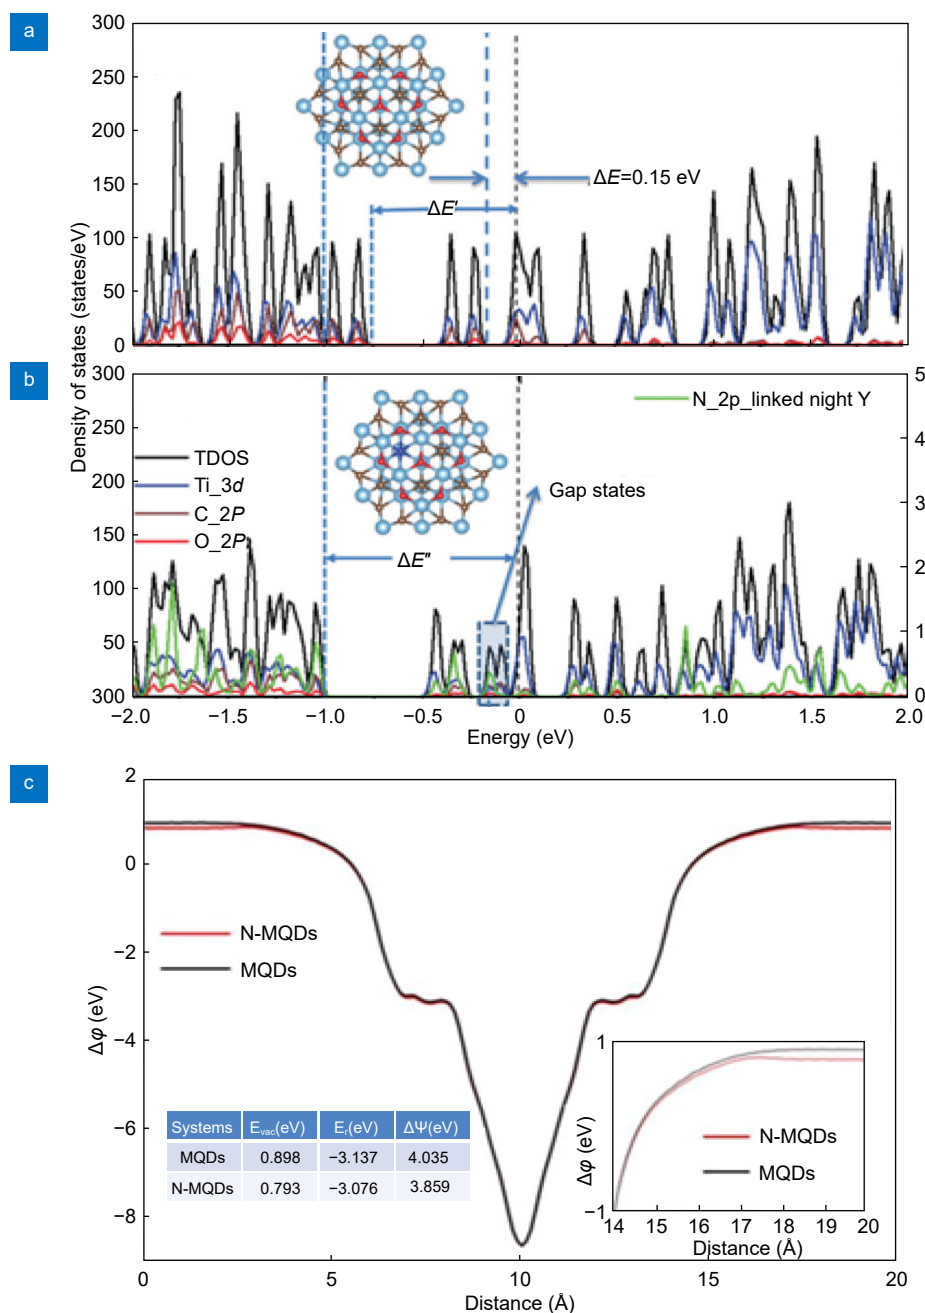 a
Density of states (states/eV)
300
250
200
150
100
50
0
ΔE=0.15 eV
ΔE′
b
300
250
200
150
100
50
300
5
4
3
2
1
0
N_2p_linked night Y
TDOS
Ti_3d
C_2P
O_2P
Gap states
ΔE″
−2.0
−1.5
−1.0
−0.5
0
0.5
1.0
1.5
2.0
Energy (eV)
c
Δφ (eV)
2
0
−2
−4
−6
−8
N-MQDs
MQDs
Systems E_vac(eV) E_r(eV) ΔΨ(eV)
MQDs 0.898 −3.137 4.035
N-MQDs 0.793 −3.076 3.859
1
−1
Δφ (eV)
N-MQDs
MQDs
14 15 16 17 18 19 20
Distance (Å)
0 5 10 15 20
Distance (Å)